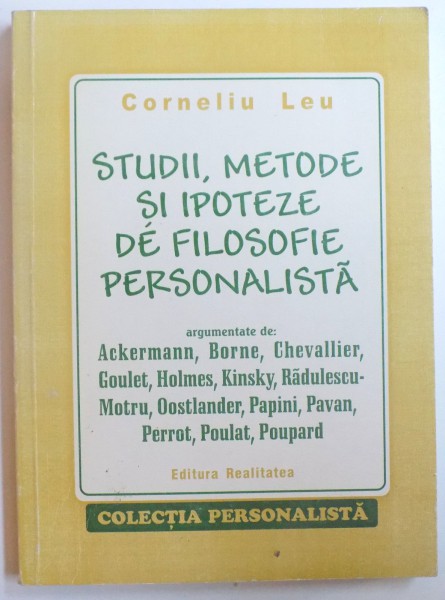 Corneliu Leu
STUDII, METODE
ȘI IPOTEZE
DÉ FILOSOFIE
PERSONALISTĂ
argumentate de:
Ackermann, Borne, Chevallier,
Goulet, Holmes, Kinsky, Rădulescu-
Motru, Oostlander, Papini, Pavan,
Perrot, Poulat, Poupard
Editura Realitatea
COLECȚIA PERSONALISTĂ